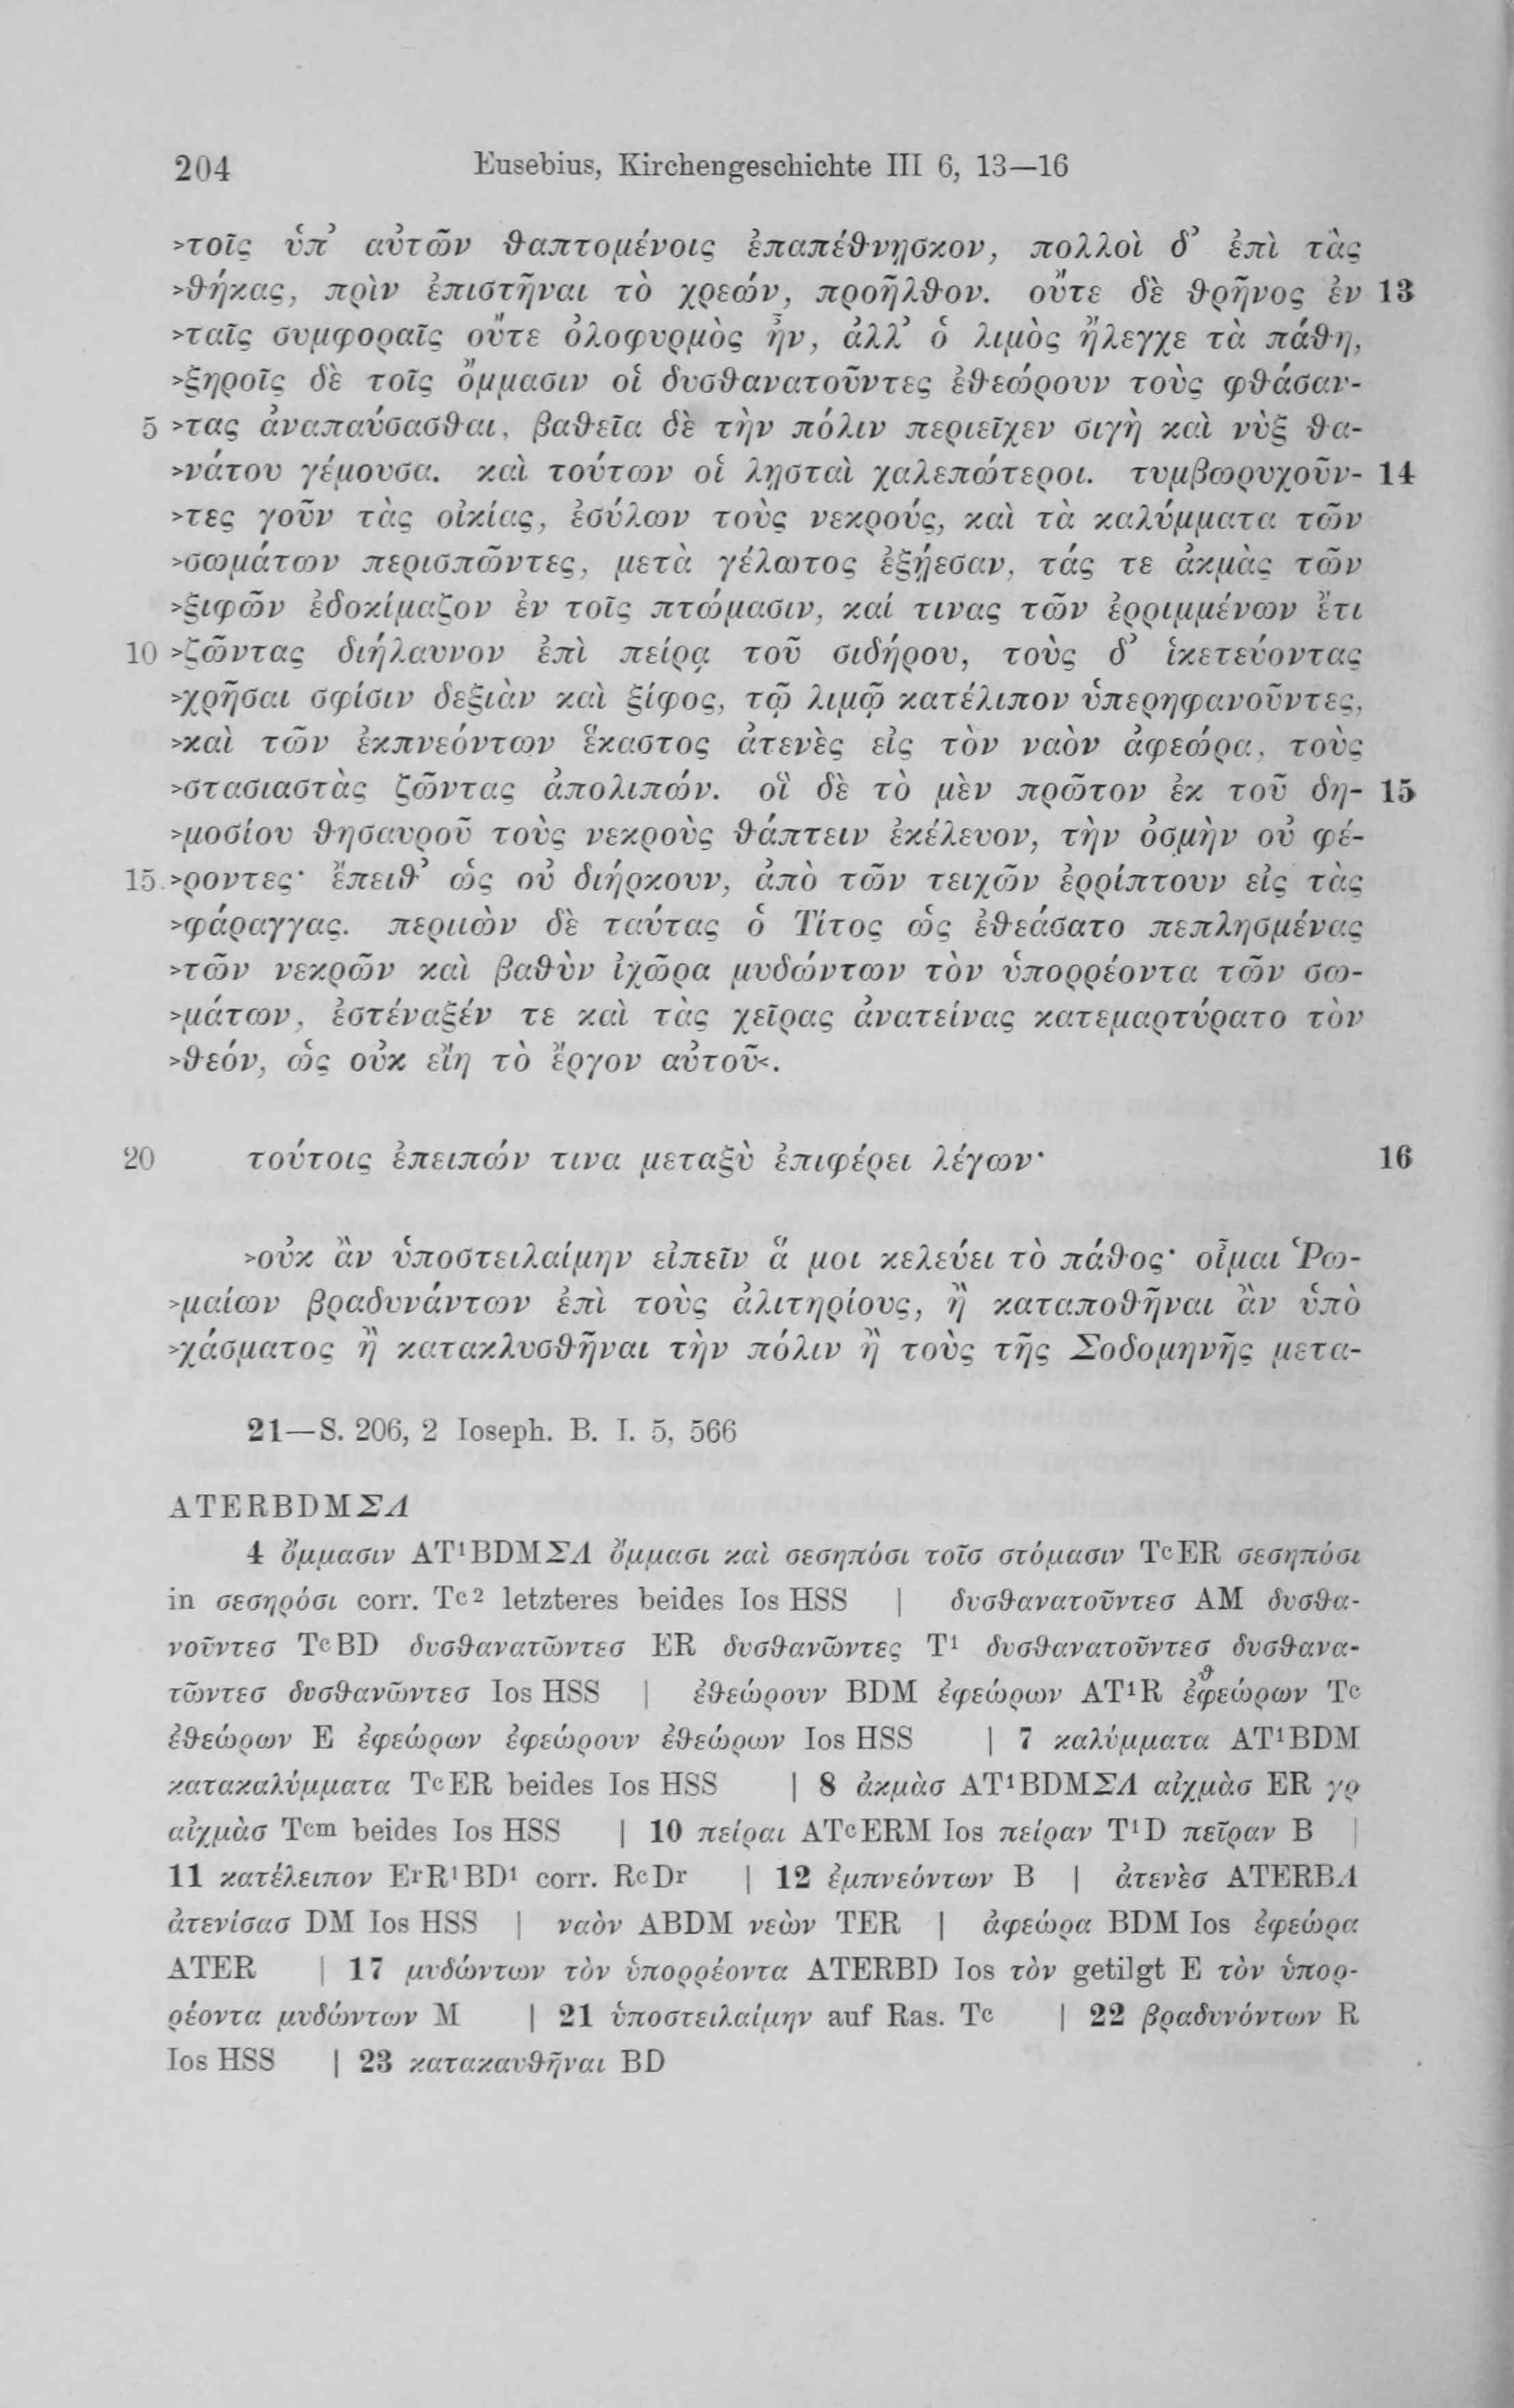 204 Eusebius, Kirchengeschichte III 6, 13—16
>τοῖς ὑπ’ αὐτῶν θαπτομένοις ἐπαπέθνησκον, πολλοὶ δ’ ἐπὶ τὰς
>θήκας, πρὶν ἐπιστῆναι τὸ χρεών, προῆλθον. οὔτε δὲ θρῆνος ἐν 13
>ταῖς συμφοραῖς οὔτε ὀλοφυρμὸς ἦν, ἀλλ’ ὁ λιμὸς ἤλεγχε τὰ πάθη,
>ξηροῖς δὲ τοῖς ὄμμασιν οἱ δυσθανατοῦντες ἐθεώρουν τοὺς φθάσαν-
5 >τας ἀναπαύσασθαι, βαθεῖα δὲ τὴν πόλιν περιεῖχεν σιγὴ καὶ νὺξ θα-
>νάτου γέμουσα. καὶ τούτων οἱ λῃσταὶ χαλεπώτεροι. τυμβωρυχοῦν- 14
>τες γοῦν τὰς οἰκίας, ἐσύλων τοὺς νεκρούς, καὶ τὰ καλύμματα τῶν
>σωμάτων περισπῶντες, μετὰ γέλωτος ἐξῄεσαν, τάς τε ἀκμὰς τῶν
>ξιφῶν ἐδοκίμαζον ἐν τοῖς πτώμασιν, καί τινας τῶν ἐρριμμένων ἔτι
10 >ζῶντας διήλαυνον ἐπὶ πείρᾳ τοῦ σιδήρου, τοὺς δ’ ἱκετεύοντας
>χρῆσαι σφίσιν δεξιὰν καὶ ξίφος, τῷ λιμῷ κατέλιπον ὑπερηφανοῦντες,
>καὶ τῶν ἐκπνεόντων ἕκαστος ἀτενὲς εἰς τὸν ναὸν ἀφεώρα, τοὺς
>στασιαστὰς ζῶντας ἀπολιπών. οἳ δὲ τὸ μὲν πρῶτον ἐκ τοῦ δη- 15
>μοσίου θησαυροῦ τοὺς νεκροὺς θάπτειν ἐκέλευον, τὴν ὀσμὴν οὐ φέ-
15 >ροντες· ἔπειθ’ ὡς οὐ διήρκουν, ἀπὸ τῶν τειχῶν ἐρρίπτουν εἰς τὰς
>φάραγγας. περιιὼν δὲ ταύτας ὁ Τίτος ὡς ἐθεάσατο πεπλησμένας
>τῶν νεκρῶν καὶ βαθὺν ἰχῶρα μυδώντων τὸν ὑπορρέοντα τῶν σω-
>μάτων, ἐστέναξέν τε καὶ τὰς χεῖρας ἀνατείνας κατεμαρτύρατο τὸν
>θεόν, ὡς οὐκ εἴη τὸ ἔργον αὐτοῦ<.
20 τούτοις ἐπειπών τινα μεταξὺ ἐπιφέρει λέγων· 16
>οὐκ ἂν ὑποστειλαίμην εἰπεῖν ἅ μοι κελεύει τὸ πάθος· οἶμαι Ῥω-
>μαίων βραδυνάντων ἐπὶ τοὺς ἀλιτηρίους, ἢ καταποθῆναι ἂν ὑπὸ
>χάσματος ἢ κατακλυσθῆναι τὴν πόλιν ἢ τοὺς τῆς Σοδομηνῆς μετα-
21—S. 206, 2 Ioseph. B. I. 5, 566
ATERBDMΣΛ
4 ὄμμασιν AT¹BDMΣΛ ὄμμασι καὶ σεσηπόσι τοῖσ στόμασιν TᶜER σεσηπόσι
in σεσηρόσι corr. Tᶜ² letzteres beides Ios HSS | δυσθανατοῦντεσ AM δυσθα-
νοῦντεσ TᶜBD δυσθανατῶντεσ ER δυσθανῶντες T¹ δυσθανατοῦντεσ δυσθανα-
τῶντεσ δυσθανῶντεσ Ios HSS | ἐθεώρουν BDM ἐφεώρων AT¹R ἐφθεώρων Tᶜ
ἐθεώρων E ἐφεώρων ἐφεώρουν ἐθεώρων Ios HSS | 7 καλύμματα AT¹BDM
κατακαλύμματα TᶜER beides Ios HSS | 8 ἀκμὰσ AT¹BDMΣΛ αἰχμὰσ ER γρ
αἰχμὰσ Tᶜᵐ beides Ios HSS | 10 πείραι ATᶜERM Ios πείραν T¹D πεῖραν B |
11 κατέλειπον EʳR¹BD¹ corr. RᶜDʳ | 12 ἐμπνεόντων B | ἀτενὲσ ATERBΛ
ἀτενίσασ DM Ios HSS | ναὸν ABDM νεὼν TER | ἀφεώρα BDM Ios ἐφεώρα
ATER | 17 μυδώντων τὸν ὑπορρέοντα ATERBD Ios τὸν getilgt E τὸν ὑπορ-
ρέοντα μυδώντων M | 21 ὑποστειλαίμην auf Ras. Tᶜ | 22 βραδυνόντων R
Ios HSS | 23 κατακαυθῆναι BD